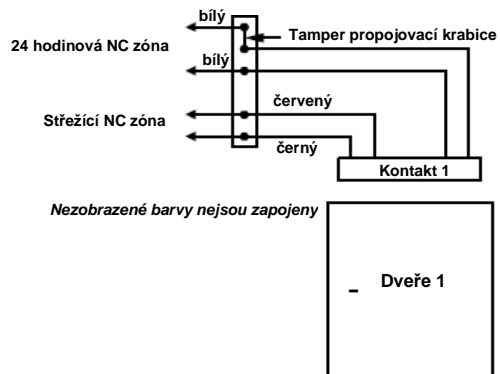 bílý
Tamper propojovací krabice
24 hodinová NC zóna
bílý
červený
Střežící NC zóna
černý
Kontakt 1
Nezobrazené barvy nejsou zapojeny
Dveře 1